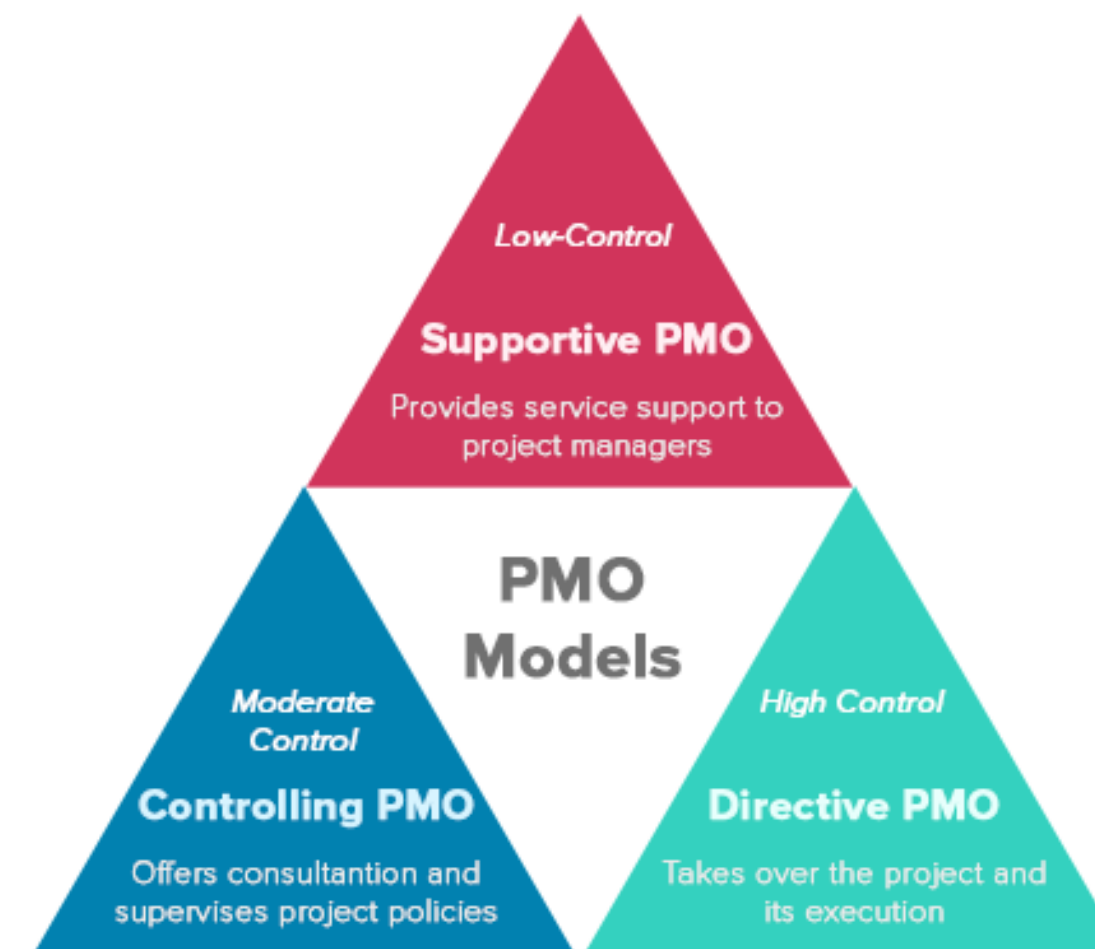 Low-Control
Supportive PMO
Provides service support to
project managers
PMO
Models
Moderate
Control
Controlling PMO
Offers consultantion and
supervises project policies
High Control
Directive PMO
Takes over the project and
its execution